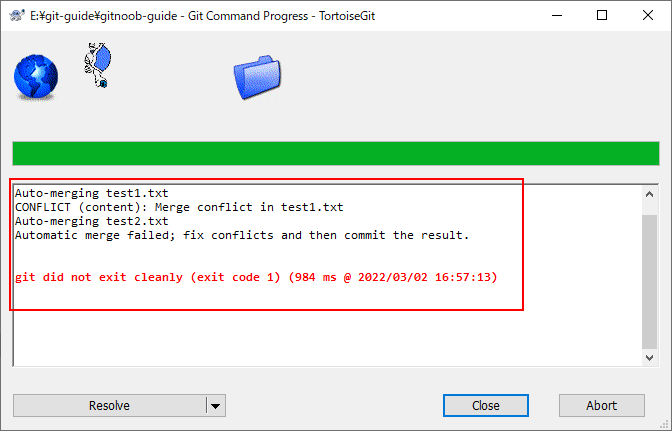 E:¥git-guide¥gitnoob-guide - Git Command Progress - TortoiseGit
Auto-merging test1.txt
CONFLICT (content): Merge conflict in test1.txt
Auto-merging test2.txt
Automatic merge failed; fix conflicts and then commit the result.
git did not exit cleanly (exit code 1) (984 ms @ 2022/03/02 16:57:13)
Resolve
Close
Abort